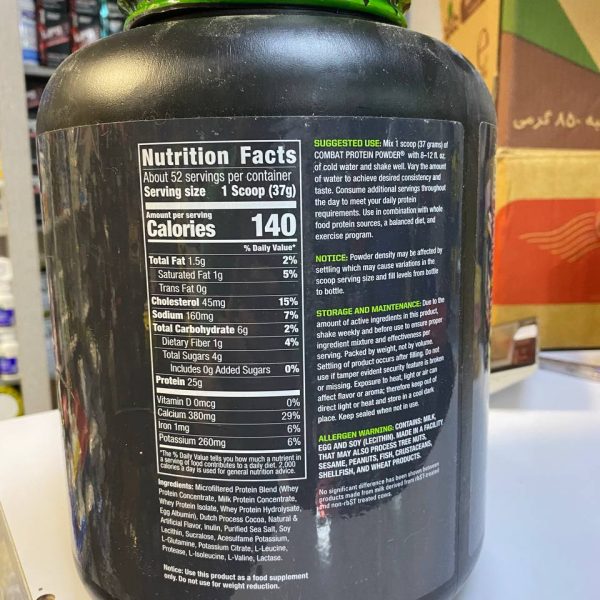 Nutrition Facts
About 52 servings per container
Serving size 1 Scoop (37g)
Amount per serving
Calories 140
% Daily Value*
Total Fat 1.5g 2%
Saturated Fat 1g 5%
Trans Fat 0g
Cholesterol 45mg 15%
Sodium 160mg 7%
Total Carbohydrate 6g 2%
Dietary Fiber 1g 4%
Total Sugars 4g
Includes 0g Added Sugars 0%
Protein 25g
Vitamin D 0mcg 0%
Calcium 380mg 29%
Iron 1mg 6%
Potassium 260mg 6%
*The % Daily Value tells you how much a nutrient in
a serving of food contributes to a daily diet. 2,000
calories a day is used for general nutrition advice.
Ingredients: Microfiltered Protein Blend (Whey
Protein Concentrate, Milk Protein Concentrate,
Whey Protein Isolate, Whey Protein Hydrolysate,
Egg Albumin), Dutch Process Cocoa, Natural &
Artificial Flavor, Inulin, Purified Sea Salt, Soy
Lecithin, Sucralose, Acesulfame Potassium,
L-Glutamine, Potassium Citrate, L-Leucine,
Protease, L-Isoleucine, L-Valine, Lactase.
Notice: Use this product as a food supplement
only. Do not use for weight reduction.
SUGGESTED USE: Mix 1 scoop (37 grams) of
COMBAT PROTEIN POWDER® with 8-12 fl. oz.
of cold water and shake well. Vary the amount
of water to achieve desired consistency and
taste. Consume additional servings throughout
the day to meet your daily protein
requirements. Use in combination with whole
food protein sources, a balanced diet, and
exercise program.
NOTICE: Powder density may be affected by
settling which may cause variations in the
scoop serving size and fill levels from bottle
to bottle.
STORAGE AND MAINTENANCE: Due to the
amount of active ingredients in this product,
shake weekly and before use to ensure proper
ingredient mixture and effectiveness per
serving. Packed by weight, not by volume.
Settling of product occurs after filling. Do not
use if tamper evident security feature is broken
or missing. Exposure to heat, light or air can
affect flavor or aroma; therefore keep out of
direct light or heat and store in a cool dark
place. Keep sealed when not in use.
ALLERGEN WARNING: CONTAINS: MILK,
EGG AND SOY (LECITHIN). MADE IN A FACILITY
THAT MAY ALSO PROCESS TREE NUTS,
SESAME, PEANUTS, FISH, CRUSTACEANS,
SHELLFISH, AND WHEAT PRODUCTS.
No significant difference has been shown between
products made from milk derived from rbST-treated
and non-rbST treated cows.
۸۵۰ گرمی